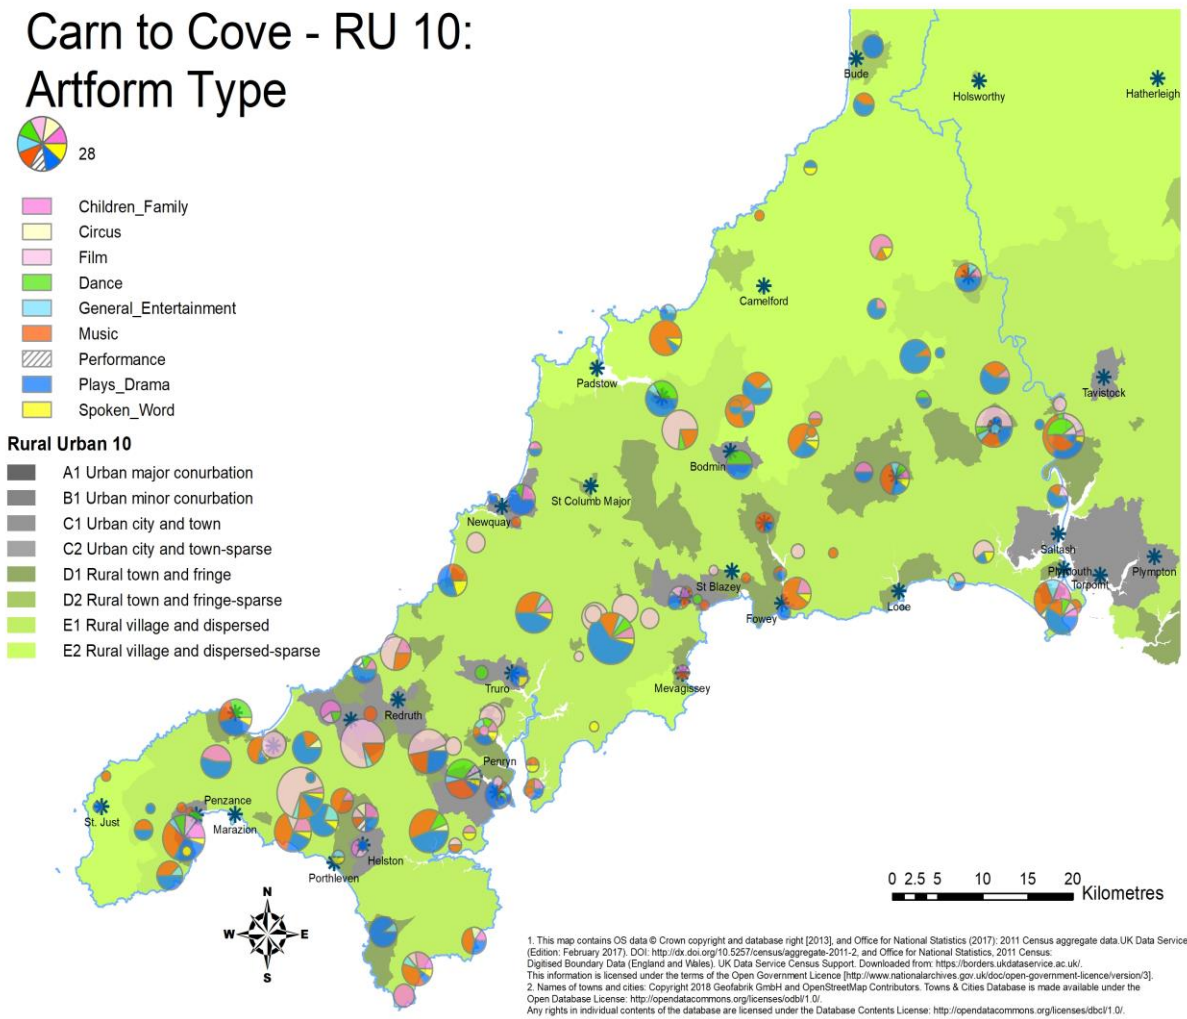 Carn to Cove - RU 10:
Artform Type
28
Children_Family
Circus
Film
Dance
General_Entertainment
Music
Performance
Plays_Drama
Spoken_Word
Rural Urban 10
A1 Urban major conurbation
B1 Urban minor conurbation
C1 Urban city and town
C2 Urban city and town-sparse
D1 Rural town and fringe
D2 Rural town and fringe-sparse
E1 Rural village and dispersed
E2 Rural village and dispersed-sparse
Bude
Holsworthy
Hatherleigh
Camelford
Padstow
Tavistock
Bodmin
St Columb Major
Newquay
Saltash
Plymouth
Torpoint
Plympton
St Blazey
Fowey
Looe
Truro
Mevagissey
Redruth
Penryn
St. Just
Penzance
Marazion
Helston
Porthleven
N
W
E
S
0 2.5 5 10 15 20
Kilometres
1. This map contains OS data © Crown copyright and database right [2013], and Office for National Statistics (2017): 2011 Census aggregate data.UK Data Service
(Edition: February 2017). DOI: http://dx.doi.org/10.5257/census/aggregate-2011-2, and Office for National Statistics, 2011 Census:
Digitised Boundary Data (England and Wales). UK Data Service Census Support. Downloaded from: https://borders.ukdataservice.ac.uk/.
This information is licensed under the terms of the Open Government Licence [http://www.nationalarchives.gov.uk/doc/open-government-licence/version/3].
2. Names of towns and cities: Copyright 2018 Geofabrik GmbH and OpenStreetMap Contributors. Towns & Cities Database is made available under the
Open Database License: http://opendatacommons.org/licenses/odbl/1.0/.
Any rights in individual contents of the database are licensed under the Database Contents License: http://opendatacommons.org/licenses/dbcl/1.0/.